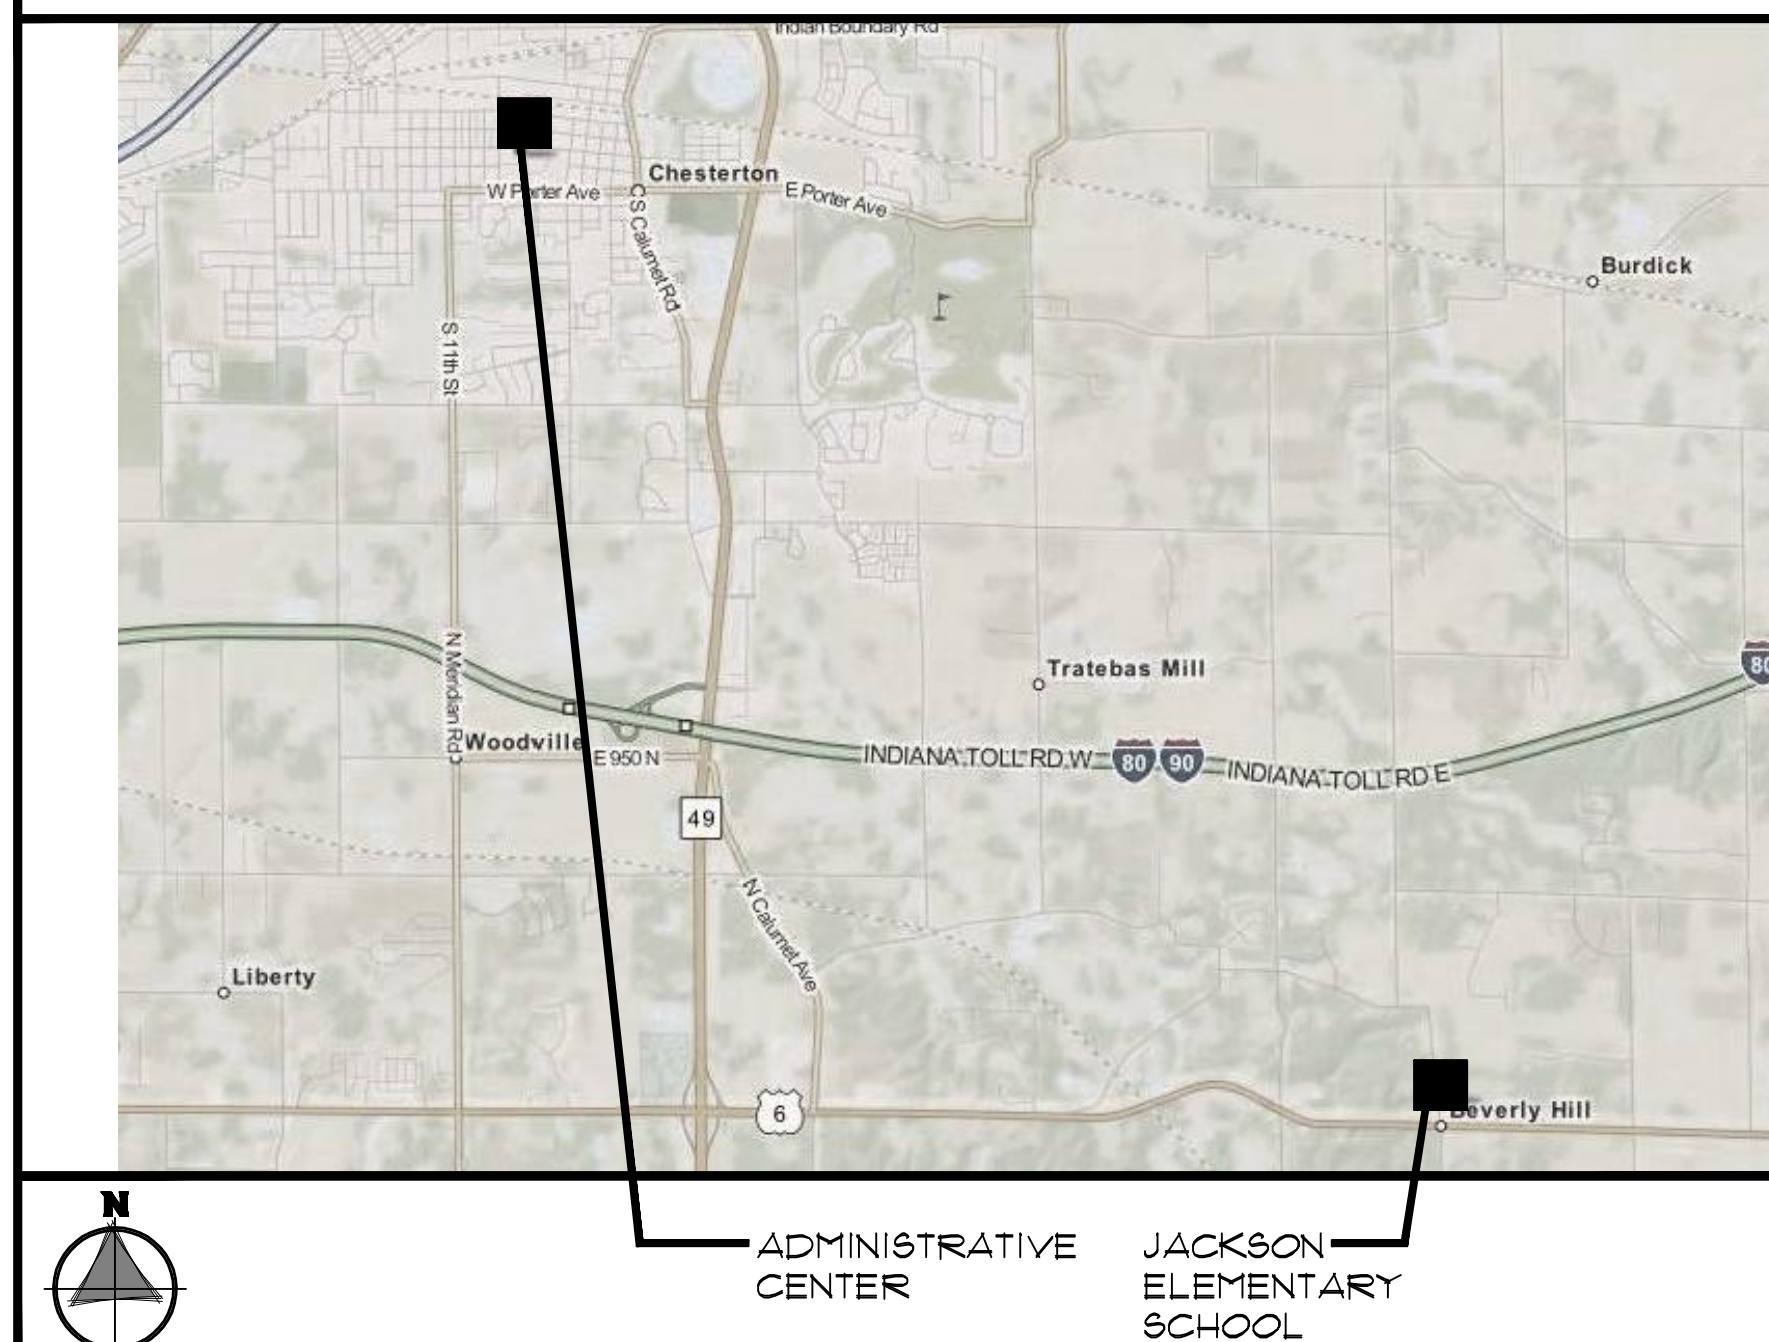 Indian Boundary Rd
Chesterton
W Porter Ave
E Porter Ave
S Calumet Rd
Burdick
S 11th St
N Meridian Rd
Tratebas Mill
80
Woodville
E 950 N
INDIANA TOLL RD W
80
90
INDIANA TOLL RD E
49
N Calumet Ave
Liberty
6
Beverly Hill
N
ADMINISTRATIVE
CENTER
JACKSON
ELEMENTARY
SCHOOL